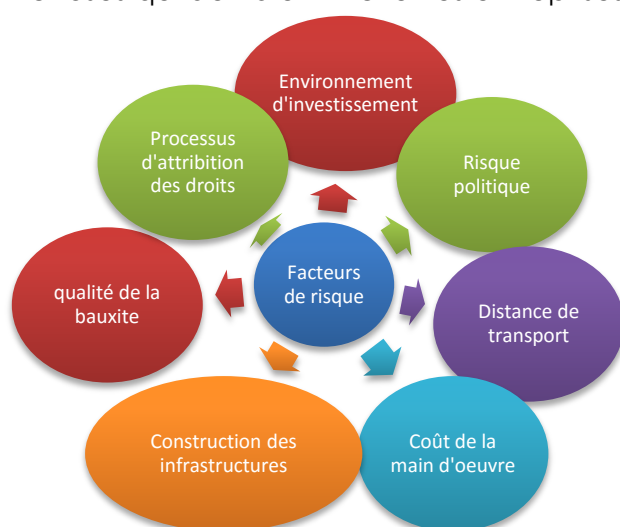 Environnement
d'investissement
Processus
d'attribition
des droits
Risque
politique
Facteurs
de risque
qualité de la
bauxite
Distance de
transport
Construction des
infrastructures
Coût de la
main d'oeuvre